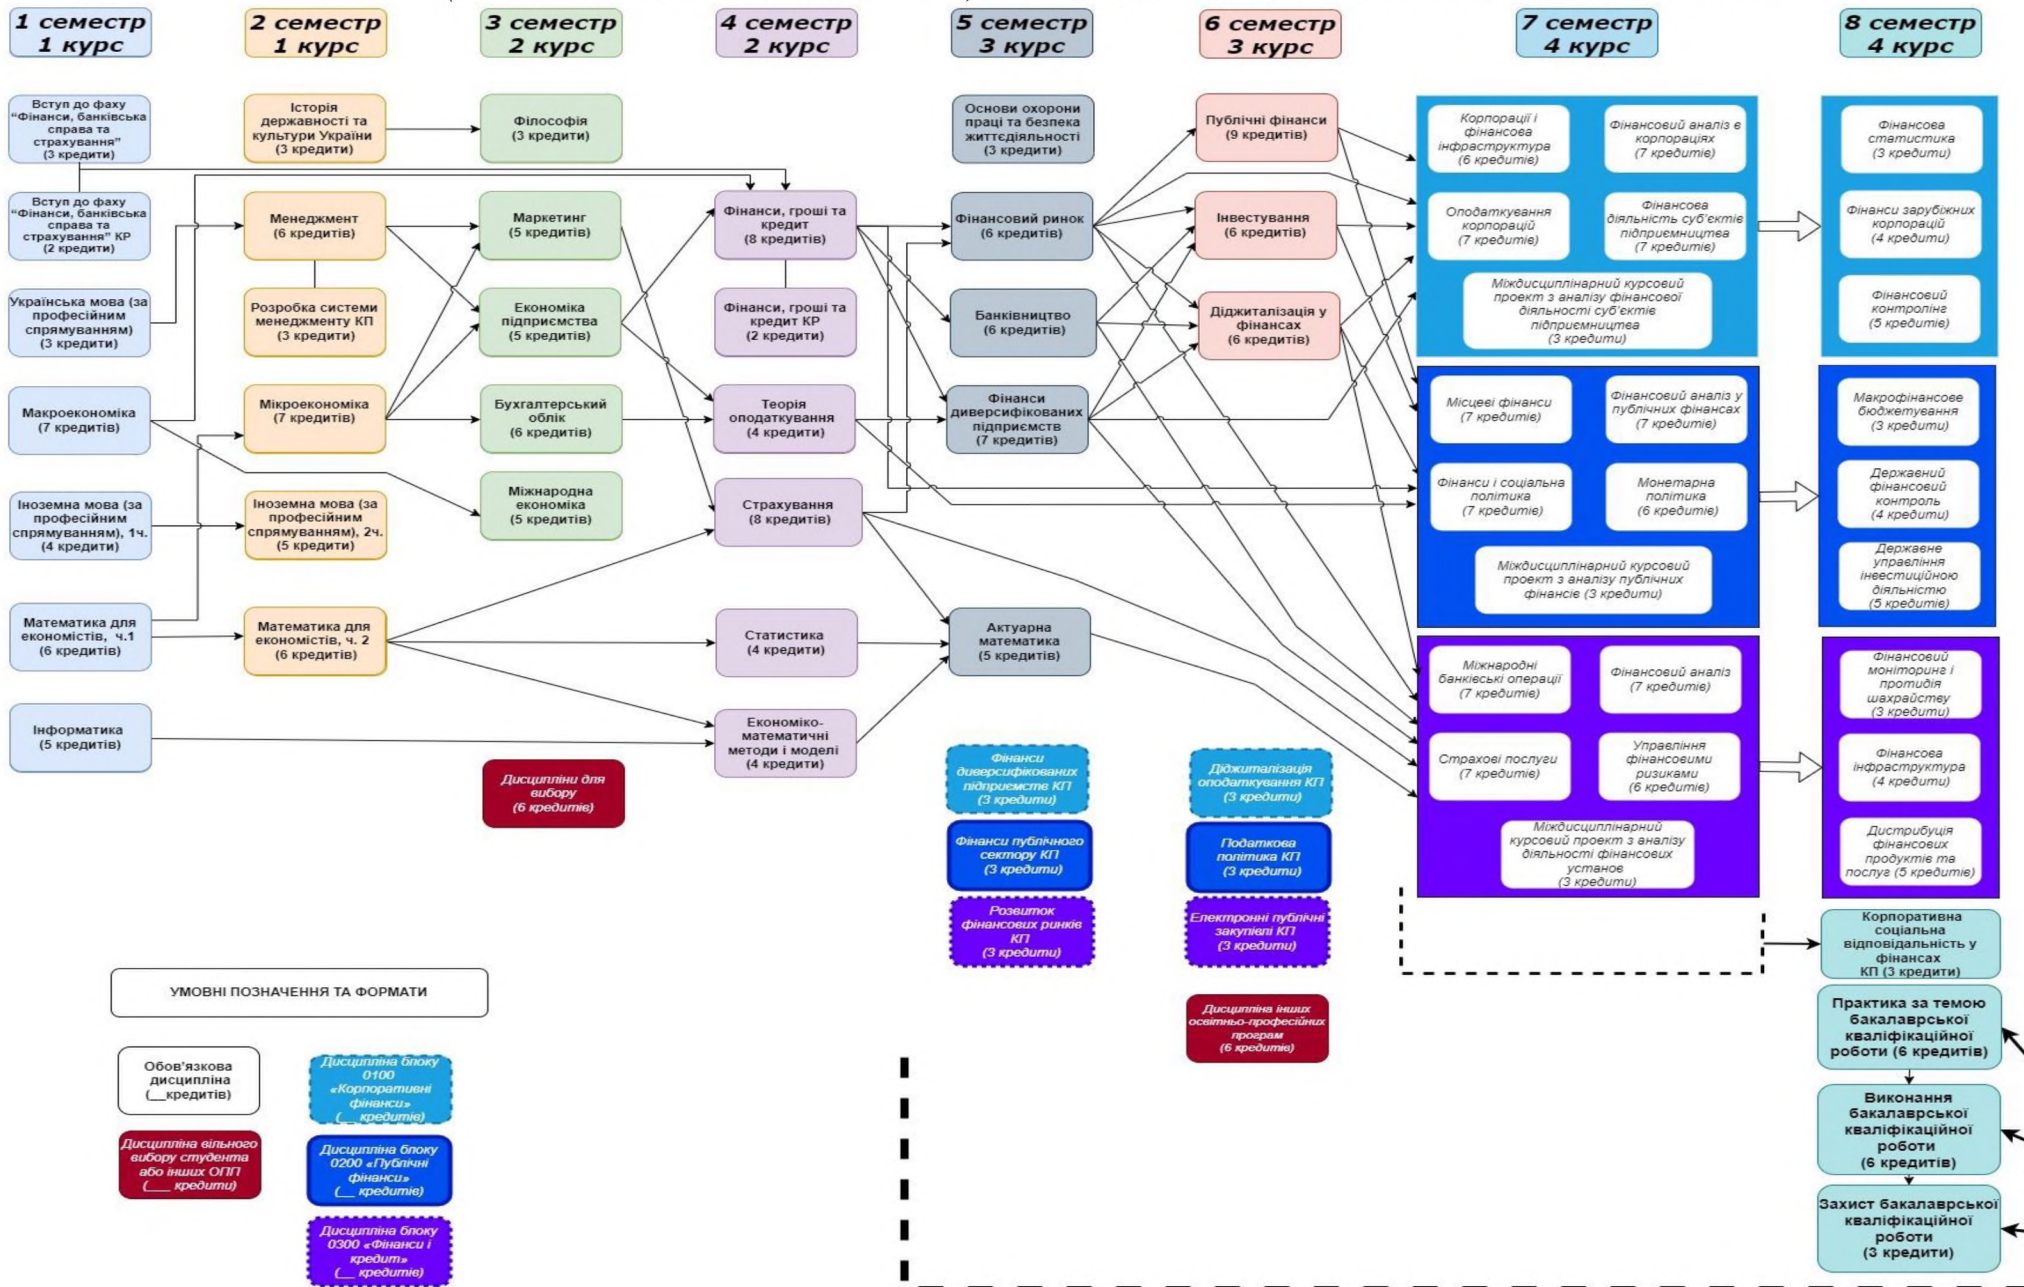 1 семестр
1 курс
2 семестр
1 курс
3 семестр
2 курс
4 семестр
2 курс
5 семестр
3 курс
6 семестр
3 курс
7 семестр
4 курс
8 семестр
4 курс
Вступ до фаху
“Фінанси, банківська
справа та
страхування”
(3 кредити)
Вступ до фаху
“Фінанси, банківська
справа та
страхування” КР
(2 кредити)
Українська мова (за
професійним
спрямуванням)
(3 кредити)
Макроекономіка
(7 кредитів)
Іноземна мова (за
професійним
спрямуванням), 1ч.
(4 кредити)
Математика для
економістів, ч.1
(6 кредитів)
Інформатика
(5 кредитів)
Історія
державності та
культури України
(3 кредити)
Менеджмент
(6 кредитів)
Розробка системи
менеджменту КП
(3 кредити)
Мікроекономіка
(7 кредитів)
Іноземна мова (за
професійним
спрямуванням), 2ч.
(5 кредити)
Математика для
економістів, ч. 2
(6 кредитів)
Філософія
(3 кредити)
Маркетинг
(5 кредитів)
Економіка
підприємства
(5 кредитів)
Бухгалтерський
облік
(6 кредитів)
Міжнародна
економіка
(5 кредитів)
Дисципліни для
вибору
(6 кредитів)
Фінанси, гроші та
кредит
(8 кредитів)
Фінанси, гроші та
кредит КР
(2 кредити)
Теорія
оподаткування
(4 кредити)
Страхування
(8 кредитів)
Статистика
(4 кредити)
Економіко-
математичні
методи і моделі
(4 кредити)
Основи охорони
праці та безпека
життєдіяльності
(3 кредити)
Фінансовий ринок
(6 кредитів)
Банківництво
(6 кредитів)
Фінанси
диверсифікованих
підприємств
(7 кредитів)
Актуарна
математика
(5 кредитів)
Фінанси
диверсифікованих
підприємств КП
(3 кредити)
Фінанси публічного
сектору КП
(3 кредити)
Розвиток
фінансових ринків
КП
(3 кредити)
Публічні фінанси
(9 кредитів)
Інвестування
(6 кредитів)
Діджиталізація у
фінансах
(6 кредитів)
Діджиталізація
оподаткування КП
(3 кредити)
Податкова
політика КП
(3 кредити)
Електронні публічні
закупівлі КП
(3 кредити)
Дисципліна інших
освітньо-професійних
програм
(6 кредитів)
Корпорації і
фінансова
інфраструктура
(6 кредитів)
Фінансовий аналіз в
корпораціях
(7 кредитів)
Оподаткування
корпорацій
(7 кредитів)
Фінансова
діяльність суб’єктів
підприємництва
(7 кредитів)
Міждисциплінарний курсовий
проект з аналізу фінансової
діяльності суб’єктів
підприємництва
(3 кредити)
Місцеві фінанси
(7 кредитів)
Фінансовий аналіз у
публічних фінансах
(7 кредитів)
Фінанси і соціальна
політика
(7 кредитів)
Монетарна
політика
(6 кредитів)
Міждисциплінарний курсовий
проект з аналізу публічних
фінансів (3 кредити)
Міжнародні
банківські операції
(7 кредитів)
Фінансовий аналіз
(7 кредитів)
Страхові послуги
(7 кредитів)
Управління
фінансовими
ризиками
(6 кредитів)
Міждисциплінарний
курсовий проект з аналізу
діяльності фінансових
установ
(3 кредити)
Фінансова
статистика
(3 кредити)
Фінанси зарубіжних
корпорацій
(4 кредити)
Фінансовий
контролінг
(5 кредитів)
Макрофінансове
бюджетування
(3 кредити)
Державний
фінансовий
контроль
(4 кредити)
Державне
управління
інвестиційною
діяльністю
(5 кредитів)
Фінансовий
моніторинг і
протидія
шахрайству
(3 кредити)
Фінансова
інфраструктура
(4 кредити)
Дистрибуція
фінансових
продуктів та
послуг (5 кредитів)
Корпоративна
соціальна
відповідальність у
фінансах
КП (3 кредити)
Практика за темою
бакалаврської
кваліфікаційної
роботи (6 кредитів)
Виконання
бакалаврської
кваліфікаційної
роботи
(6 кредитів)
Захист бакалаврської
кваліфікаційної
роботи
(3 кредити)
УМОВНІ ПОЗНАЧЕННЯ ТА ФОРМАТИ
Обов’язкова
дисципліна
(__кредитів)
Дисципліна вільного
вибору студента
або інших ОПП
(___ кредити)
Дисципліна блоку
0100
«Корпоративні
фінанси»
(__ кредитів)
Дисципліна блоку
0200 «Публічні
фінанси»
(__ кредитів)
Дисципліна блоку
0300 «Фінанси і
кредит»
(__ кредитів)